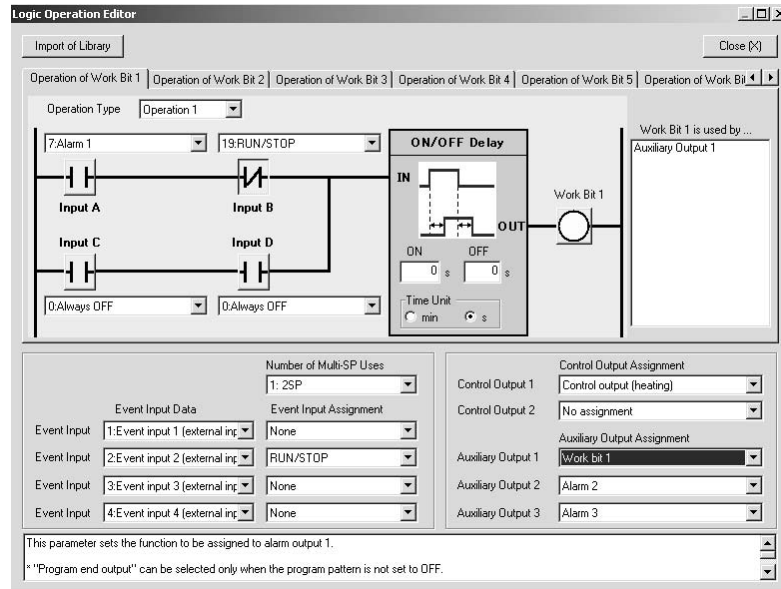 Logic Operation Editor
Import of Library
Close (X)
Operation of Work Bit 1
Operation of Work Bit 2
Operation of Work Bit 3
Operation of Work Bit 4
Operation of Work Bit 5
Operation of Work Bit
Operation Type
Operation 1
Work Bit 1 is used by ...
Auxiliary Output 1
7:Alarm 1
19:RUN/STOP
ON/OFF Delay
IN
OUT
Input A
Input B
Work Bit 1
Input C
Input D
ON
OFF
0 s
0 s
0:Always OFF
0:Always OFF
Time Unit
min
s
Number of Multi-SP Uses
1: 2SP
Event Input Data
Event Input Assignment
Event Input
1:Event input 1 (external inp
None
Event Input
2:Event input 2 (external inp
RUN/STOP
Event Input
3:Event input 3 (external inp
None
Event Input
4:Event input 4 (external inp
None
Control Output Assignment
Control Output 1
Control output (heating)
Control Output 2
No assignment
Auxiliary Output Assignment
Auxiliary Output 1
Work bit 1
Auxiliary Output 2
Alarm 2
Auxiliary Output 3
Alarm 3
This parameter sets the function to be assigned to alarm output 1.
* "Program end output" can be selected only when the program pattern is not set to OFF.